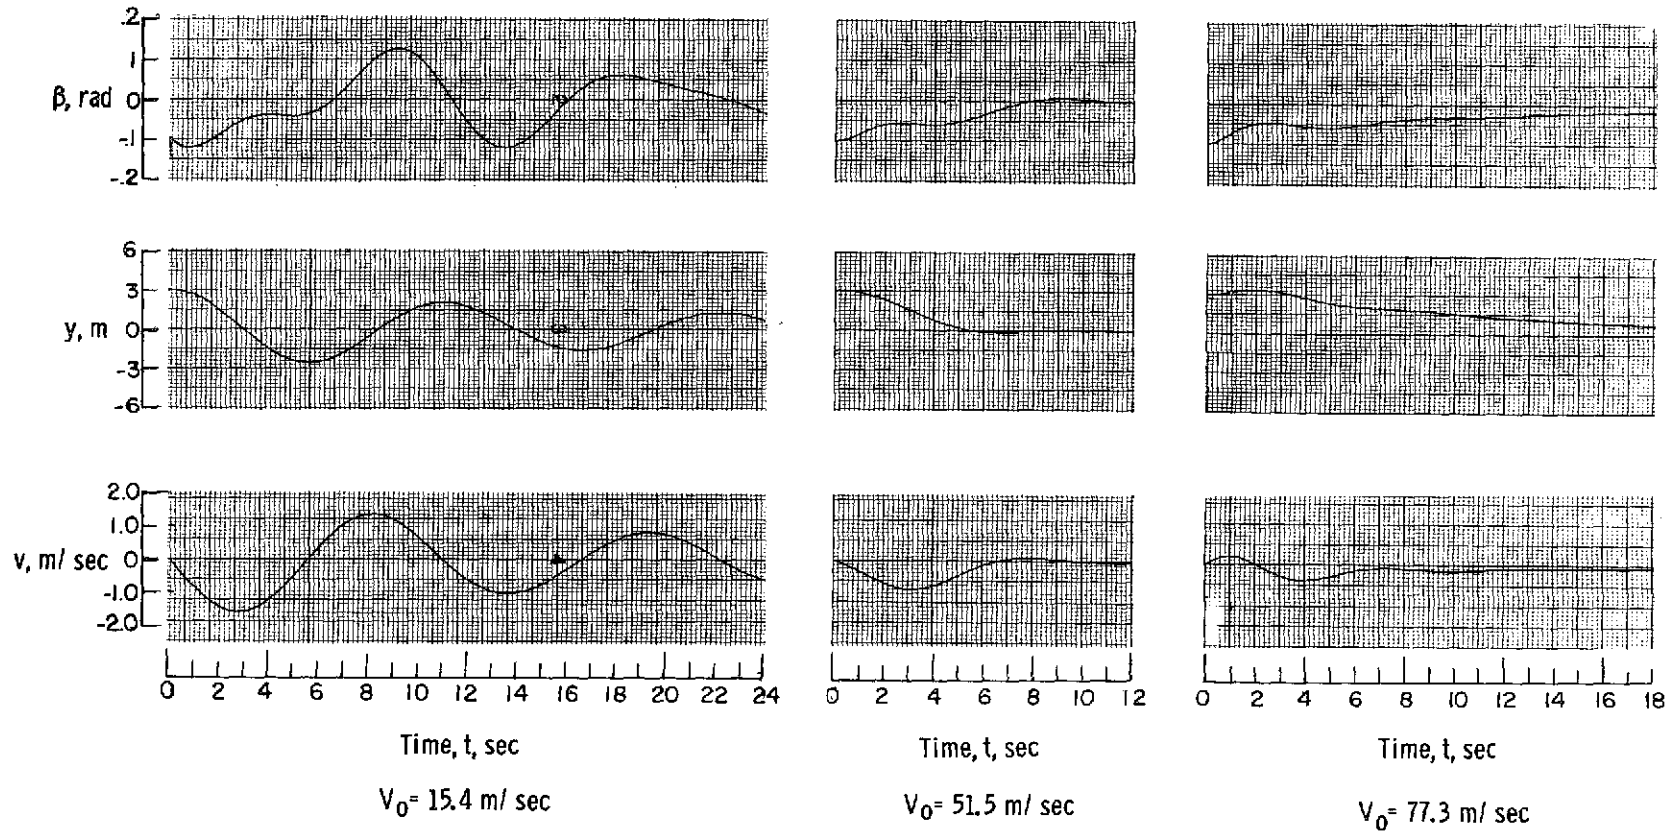 .2
.1
β, rad 0
-.1
-.2
6
3
y, m 0
-3
-6
2.0
1.0
v, m/ sec 0
-1.0
-2.0
0 2 4 6 8 10 12 14 16 18 20 22 24
0 2 4 6 8 10 12
0 2 4 6 8 10 12 14 16 18
Time, t, sec
Time, t, sec
Time, t, sec
V0= 15.4 m/ sec
V0= 51.5 m/ sec
V0= 77.3 m/ sec